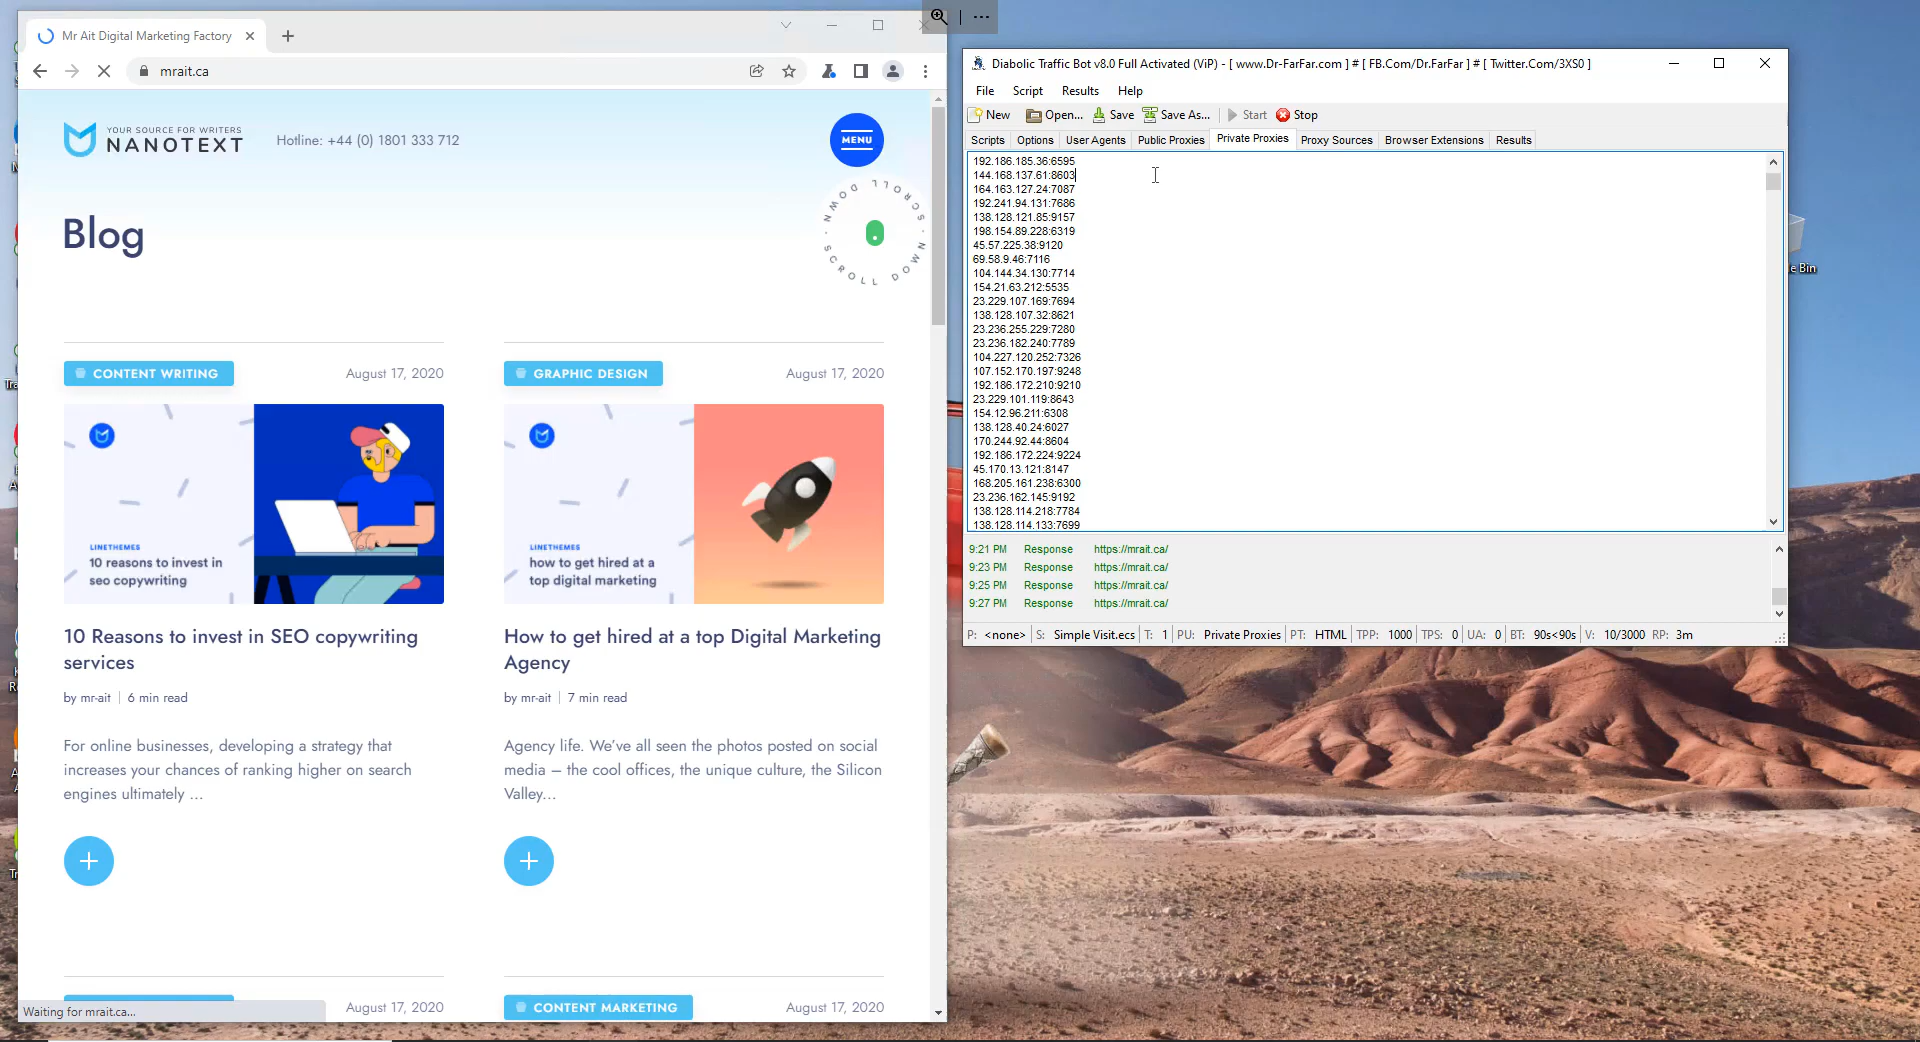 Mr Ait Digital Marketing Factory
mrait.ca
YOUR SOURCE FOR WRITERS
NANOTEXT
Hotline: +44 (0) 1801 333 712
MENU
SCROLL DOWN · SCROLL DOWN ·
Blog
CONTENT WRITING
August 17, 2020
LINETHEMES
10 reasons to invest in
seo copywriting
10 Reasons to invest in SEO copywriting
services
by mr-ait | 6 min read
For online businesses, developing a strategy that
increases your chances of ranking higher on search
engines ultimately ...
GRAPHIC DESIGN
August 17, 2020
LINETHEMES
how to get hired at a
top digital marketing
How to get hired at a top Digital Marketing
Agency
by mr-ait | 7 min read
Agency life. We've all seen the photos posted on social
media – the cool offices, the unique culture, the Silicon
Valley...
August 17, 2020
CONTENT MARKETING
August 17, 2020
Waiting for mrait.ca...
Diabolic Traffic Bot v8.0 Full Activated (ViP) - [ www.Dr-FarFar.com ] # [ FB.Com/Dr.FarFar ] # [ Twitter.Com/3XS0 ]
File Script Results Help
New Open... Save Save As... Start Stop
Scripts Options User Agents Public Proxies Private Proxies Proxy Sources Browser Extensions Results
192.186.185.36:6595
144.168.137.61:8603
164.163.127.24:7087
192.241.94.131:7686
138.128.121.85:9157
198.154.89.228:6319
45.57.225.38:9120
69.58.9.46:7116
104.144.34.130:7714
154.21.63.212:5535
23.229.107.169:7694
138.128.107.32:8621
23.236.255.229:7280
23.236.182.240:7789
104.227.120.252:7326
107.152.170.197:9248
192.186.172.210:9210
23.229.101.119:8643
154.12.96.211:6308
138.128.40.24:6027
170.244.92.44:8604
192.186.172.224:9224
45.170.13.121:8147
168.205.161.238:6300
23.236.162.145:9192
138.128.114.218:7784
138.128.114.133:7699
9:21 PM Response https://mrait.ca/
9:23 PM Response https://mrait.ca/
9:25 PM Response https://mrait.ca/
9:27 PM Response https://mrait.ca/
P: <none> S: Simple Visit.ecs T: 1 PU: Private Proxies PT: HTML TPP: 1000 TPS: 0 UA: 0 BT: 90s<90s V: 10/3000 RP: 3m
Bin